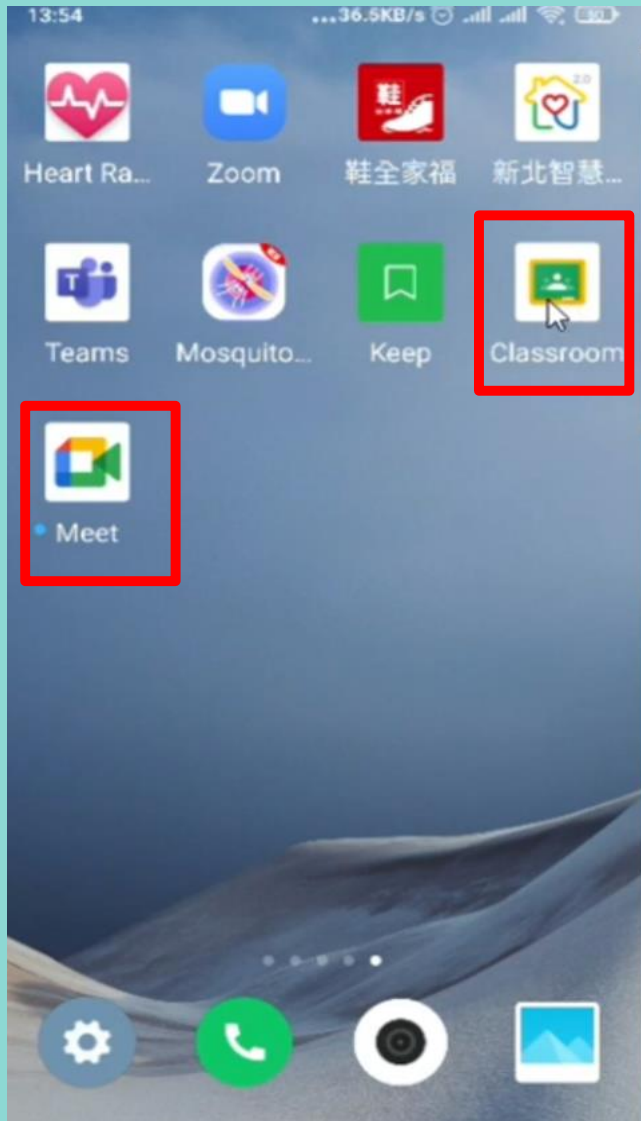 13:54 ...36.5KB/s 50
Heart Ra... Zoom 鞋全家福 新北智慧...
Teams Mosquito... Keep Classroom
Meet